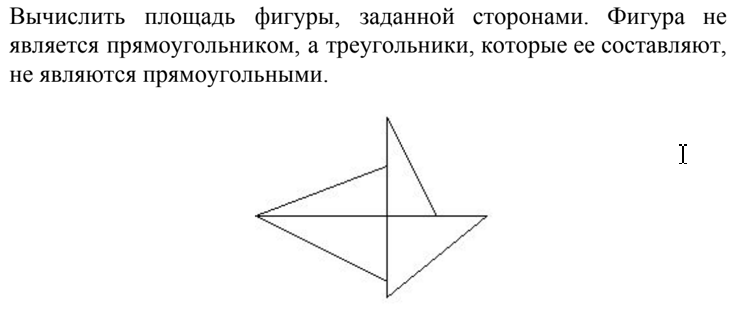 Вычислить площадь фигуры, заданной сторонами. Фигура не
является прямоугольником, а треугольники, которые ее составляют,
не являются прямоугольными.